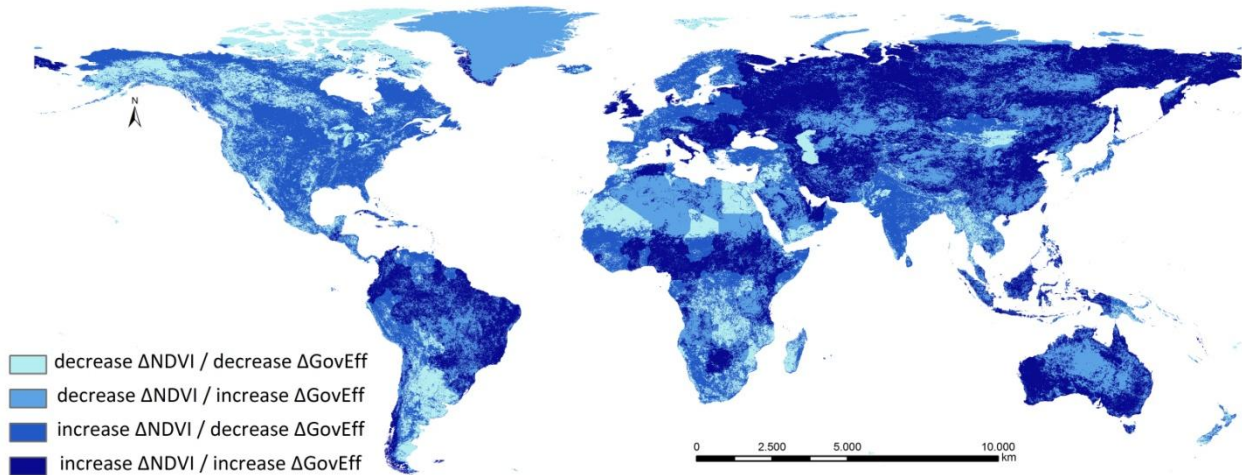 N
decrease ΔNDVI / decrease ΔGovEff
decrease ΔNDVI / increase ΔGovEff
increase ΔNDVI / decrease ΔGovEff
increase ΔNDVI / increase ΔGovEff
0 2.500 5.000 10.000
km